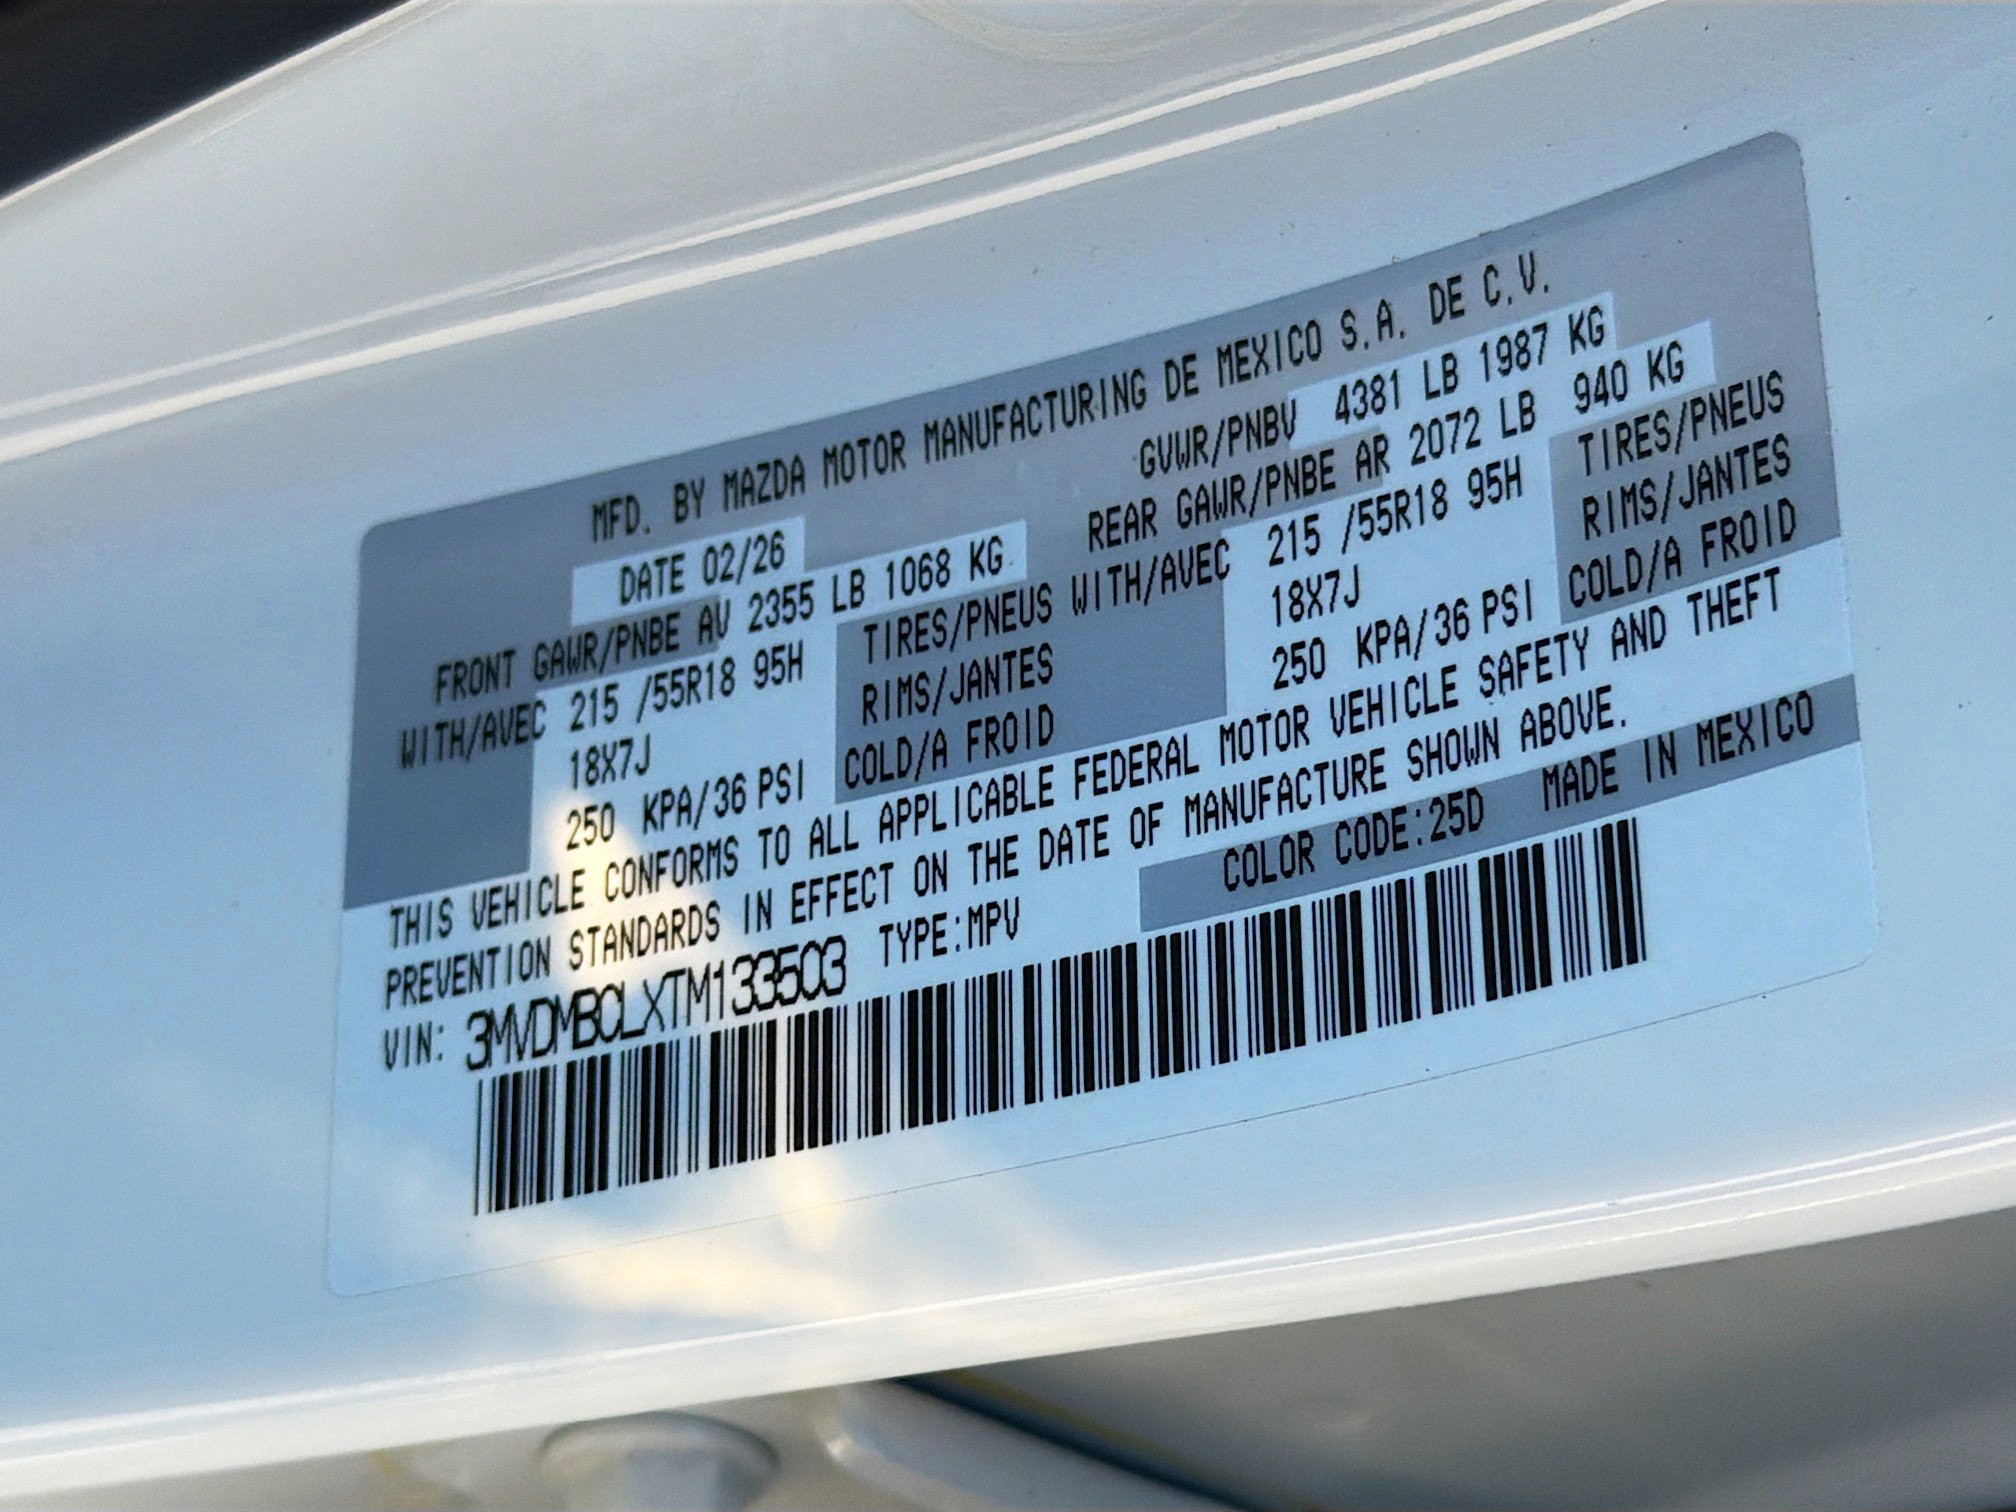 MFD. BY MAZDA MOTOR MANUFACTURING DE MEXICO S.A. DE C.V.
DATE 02/26 GVWR/PNBV 4381 LB 1987 KG
FRONT GAWR/PNBE AV 2355 LB 1068 KG REAR GAWR/PNBE AR 2072 LB 940 KG
WITH/AVEC 215 /55R18 95H TIRES/PNEUS WITH/AVEC 215 /55R18 95H TIRES/PNEUS
18X7J RIMS/JANTES 18X7J RIMS/JANTES
250 KPA/36 PSI COLD/A FROID 250 KPA/36 PSI COLD/A FROID
THIS VEHICLE CONFORMS TO ALL APPLICABLE FEDERAL MOTOR VEHICLE SAFETY AND THEFT
PREVENTION STANDARDS IN EFFECT ON THE DATE OF MANUFACTURE SHOWN ABOVE.
VIN: 3MVDMBCLXTM133503 TYPE:MPV COLOR CODE:25D MADE IN MEXICO